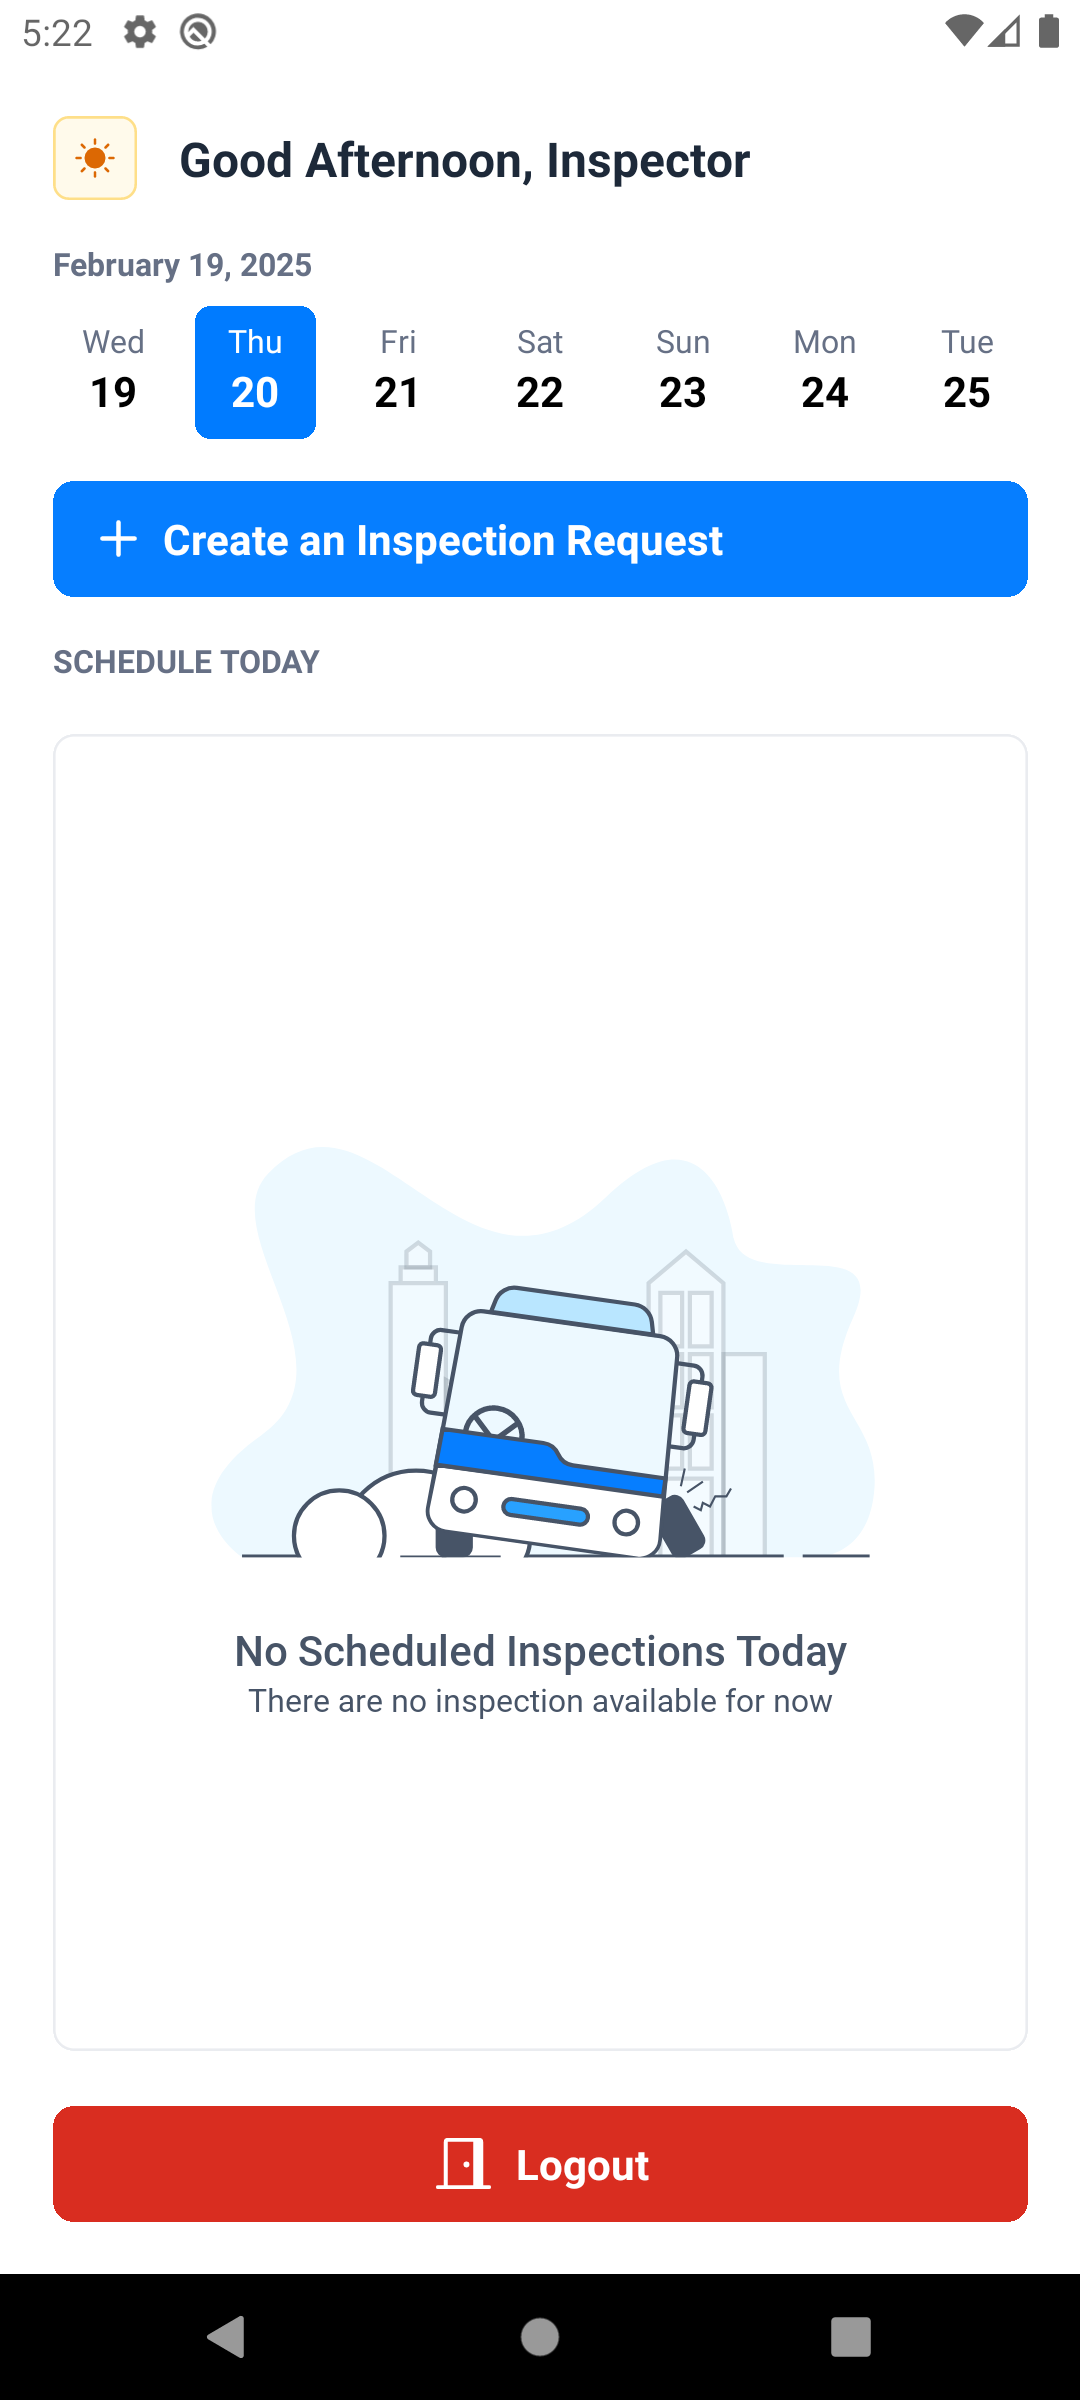 5:22
Good Afternoon, Inspector
February 19, 2025
Wed Thu Fri Sat Sun Mon Tue
19 20 21 22 23 24 25
Create an Inspection Request
SCHEDULE TODAY
No Scheduled Inspections Today
There are no inspection available for now
Logout